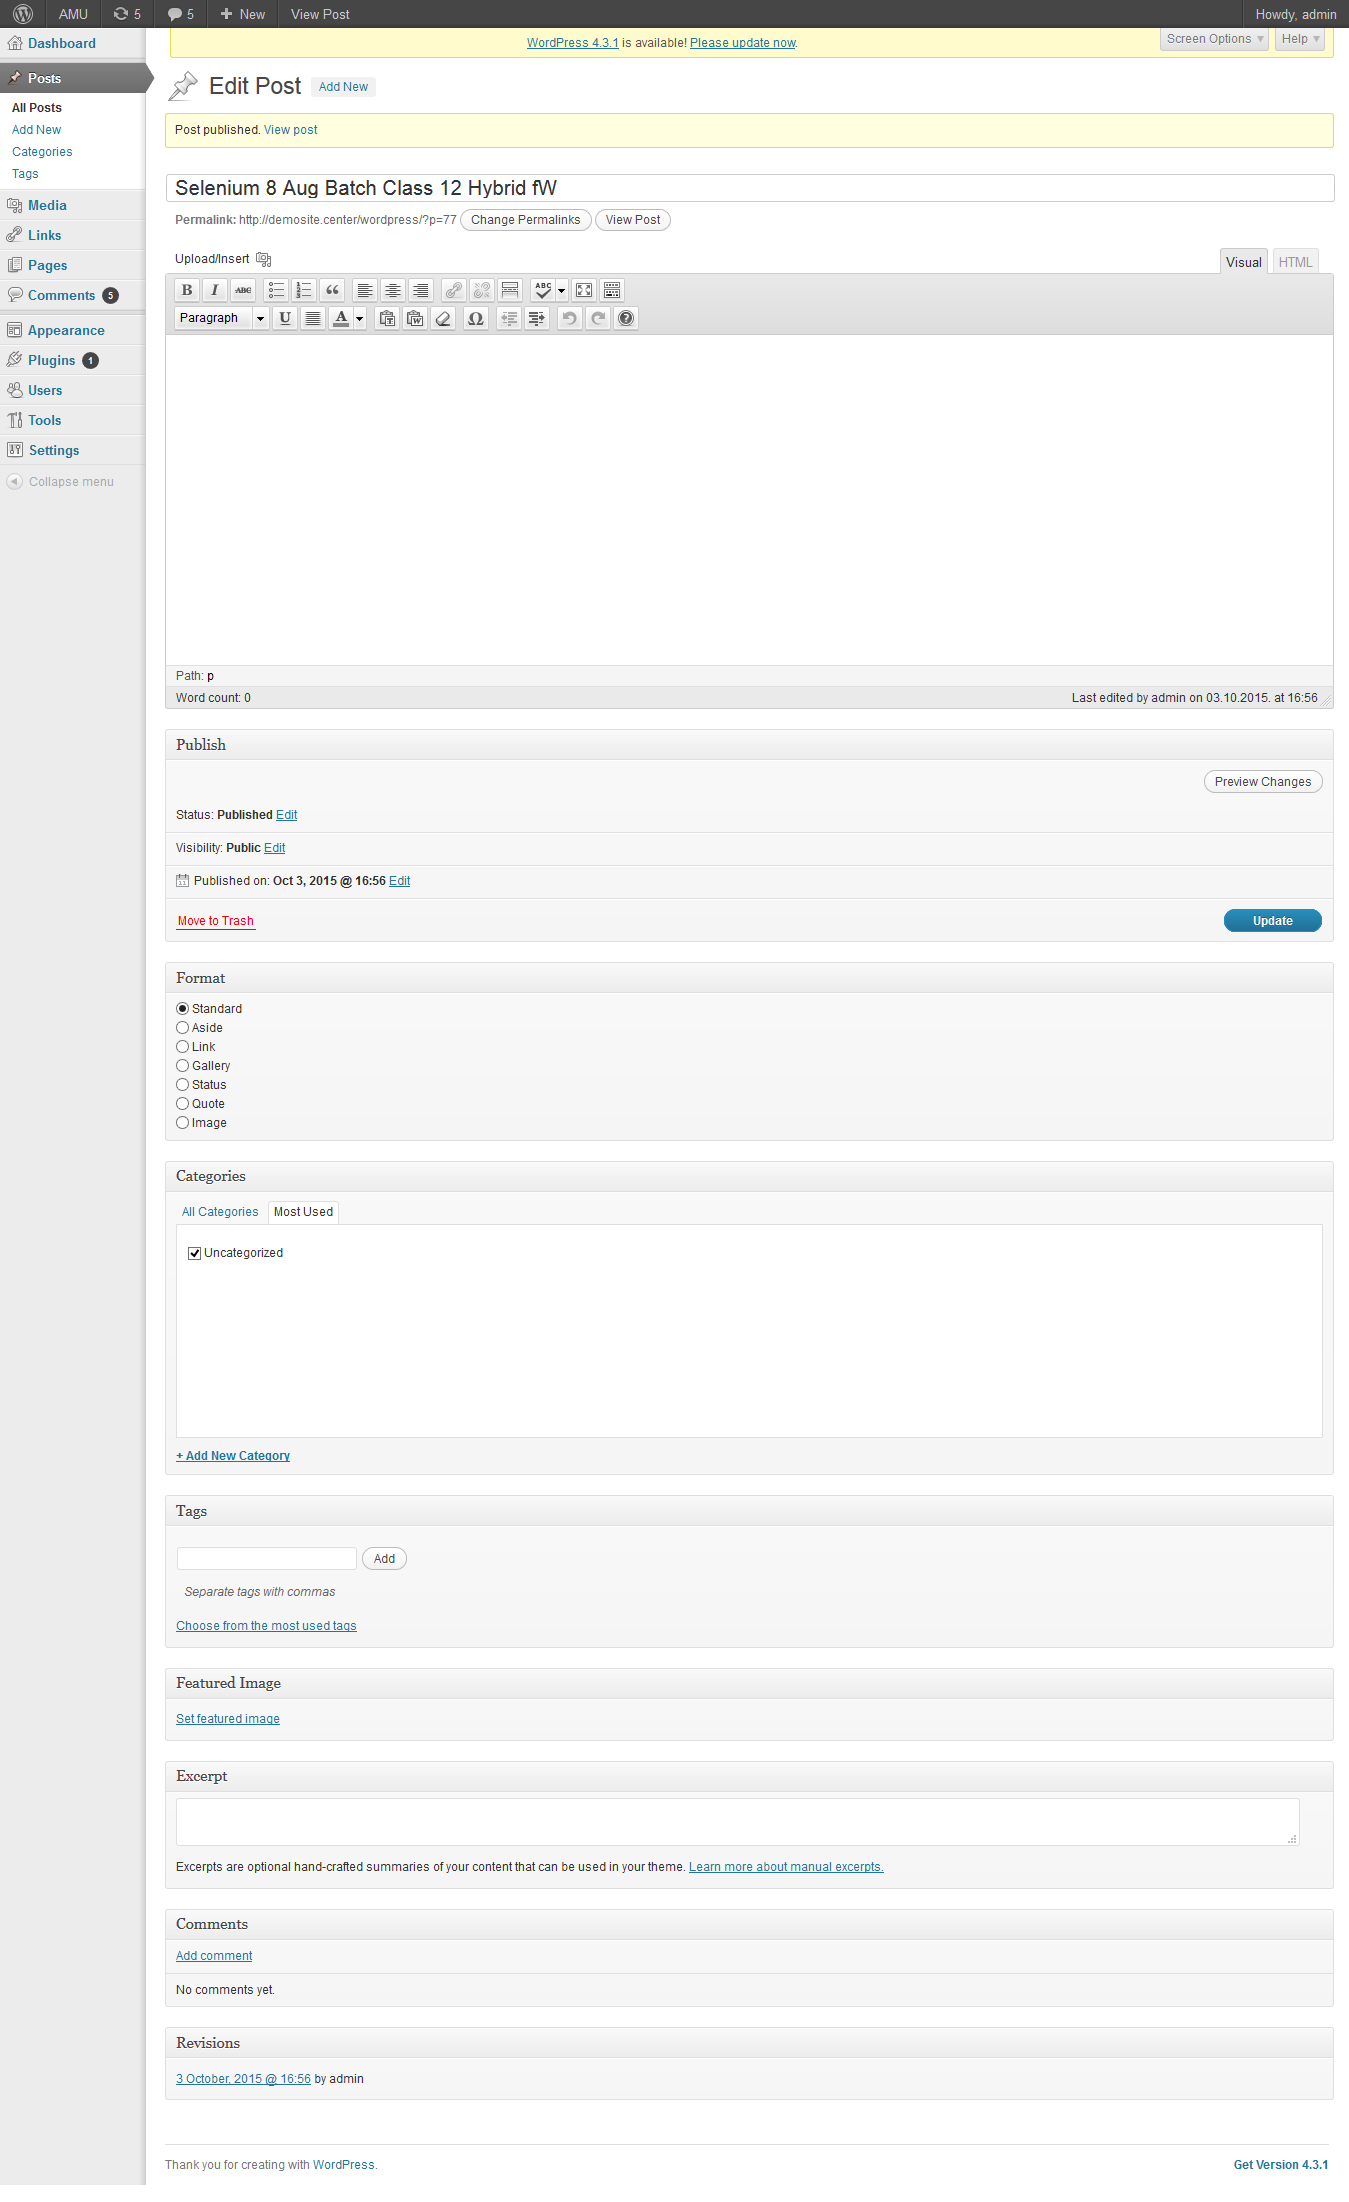 AMU 5 5 New View Post Howdy, admin
WordPress 4.3.1 is available! Please update now.
Screen Options Help
Dashboard
Posts
All Posts
Add New
Categories
Tags
Media
Links
Pages
Comments 5
Appearance
Plugins 1
Users
Tools
Settings
Collapse menu
Edit Post Add New
Post published. View post
Selenium 8 Aug Batch Class 12 Hybrid fW
Permalink: http://demosite.center/wordpress/?p=77 Change Permalinks View Post
Upload/Insert
Visual HTML
B I ABC ABC
Paragraph U A Ω
Path: p
Word count: 0 Last edited by admin on 03.10.2015. at 16:56
Publish
Preview Changes
Status: Published Edit
Visibility: Public Edit
Published on: Oct 3, 2015 @ 16:56 Edit
Move to Trash Update
Format
Standard
Aside
Link
Gallery
Status
Quote
Image
Categories
All Categories Most Used
Uncategorized
+ Add New Category
Tags
Add
Separate tags with commas
Choose from the most used tags
Featured Image
Set featured image
Excerpt
Excerpts are optional hand-crafted summaries of your content that can be used in your theme. Learn more about manual excerpts.
Comments
Add comment
No comments yet.
Revisions
3 October, 2015 @ 16:56 by admin
Thank you for creating with WordPress. Get Version 4.3.1